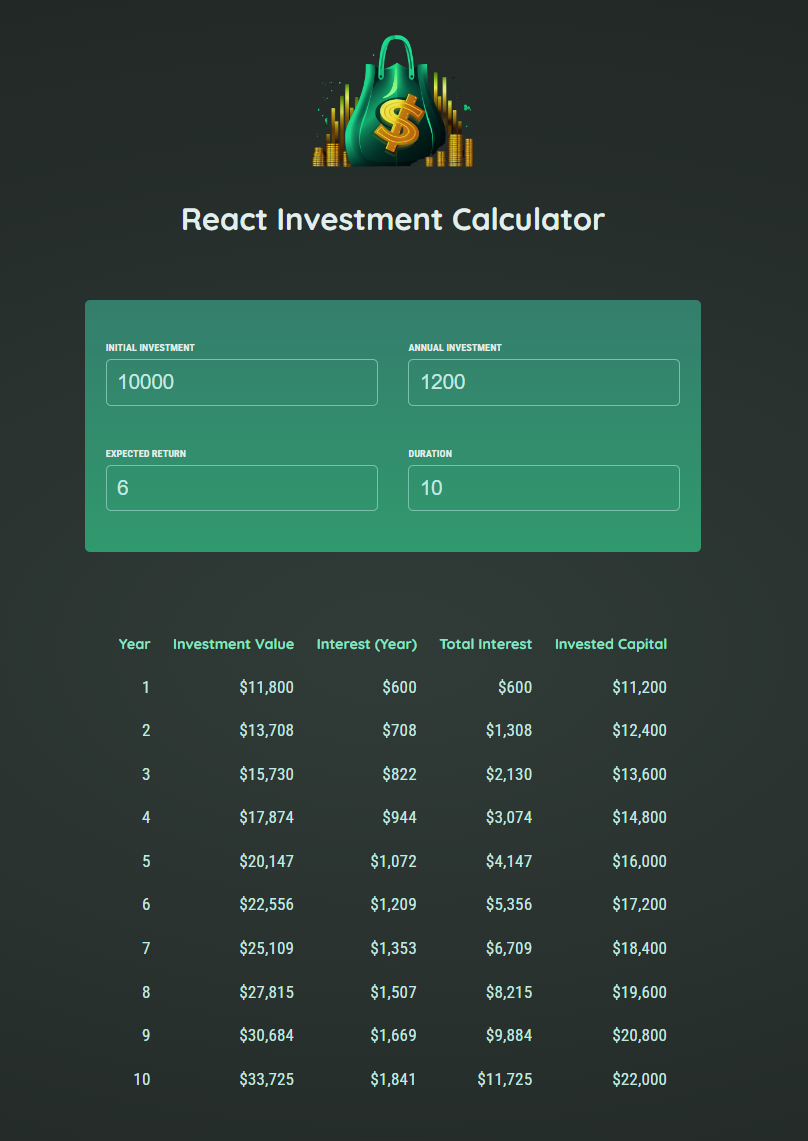 $
React Investment Calculator
INITIAL INVESTMENT ANNUAL INVESTMENT
10000 1200
EXPECTED RETURN DURATION
6 10
Year Investment Value Interest (Year) Total Interest Invested Capital
1 $11,800 $600 $600 $11,200
2 $13,708 $708 $1,308 $12,400
3 $15,730 $822 $2,130 $13,600
4 $17,874 $944 $3,074 $14,800
5 $20,147 $1,072 $4,147 $16,000
6 $22,556 $1,209 $5,356 $17,200
7 $25,109 $1,353 $6,709 $18,400
8 $27,815 $1,507 $8,215 $19,600
9 $30,684 $1,669 $9,884 $20,800
10 $33,725 $1,841 $11,725 $22,000